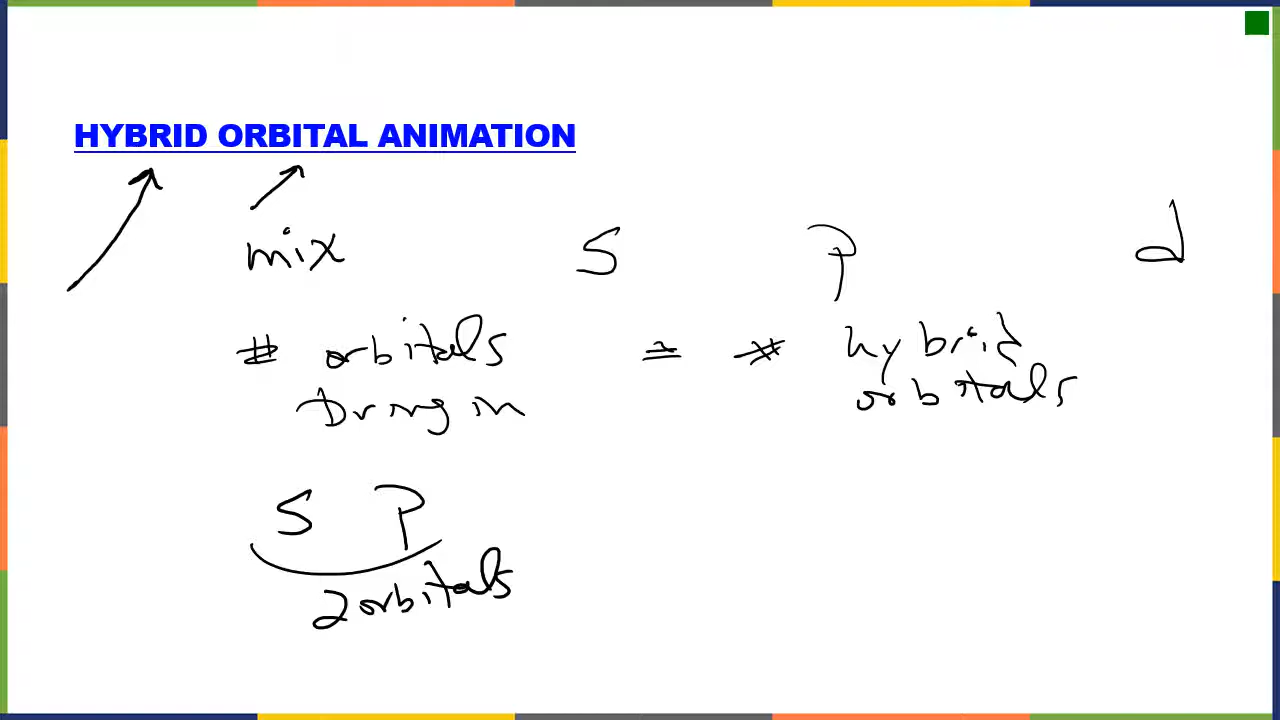 HYBRID ORBITAL ANIMATION
mix S P d
# orbitals = # hybrid
bring in orbitals
S P
2 orbitals